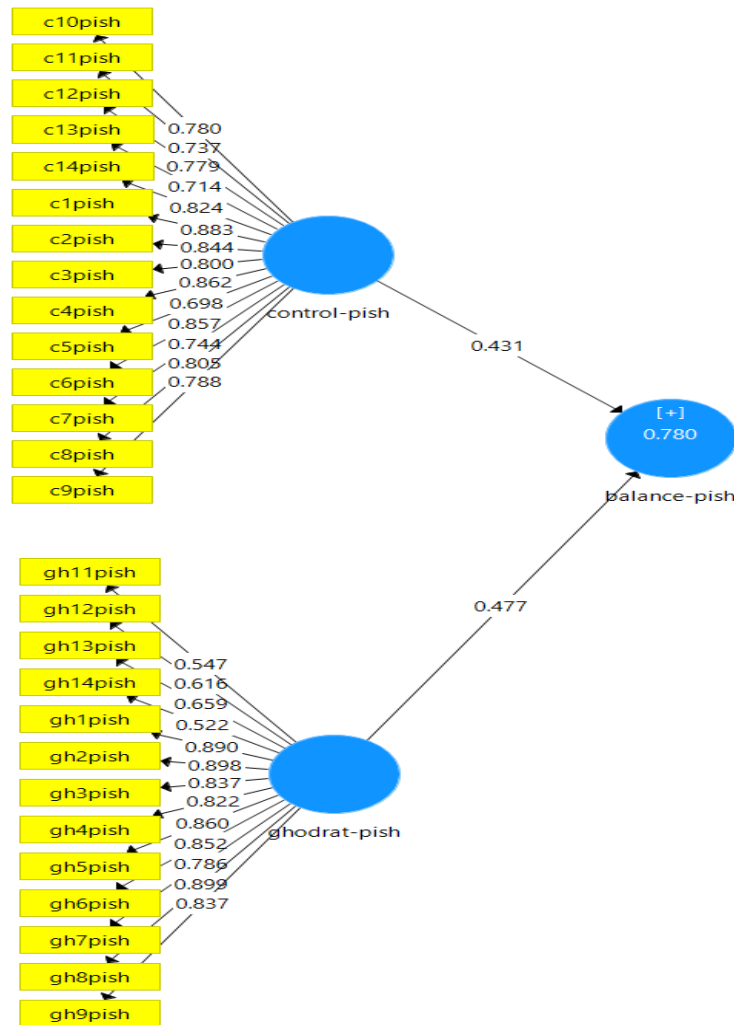 c10pish
c11pish
c12pish
c13pish
c14pish
c1pish
c2pish
c3pish
c4pish
c5pish
c6pish
c7pish
c8pish
c9pish
0.780
0.737
0.779
0.714
0.824
0.883
0.844
0.800
0.862
0.698
0.857
0.744
0.805
0.788
control-pish
0.431
[+]
0.780
balance-pish
0.477
gh11pish
gh12pish
gh13pish
gh14pish
gh1pish
gh2pish
gh3pish
gh4pish
gh5pish
gh6pish
gh7pish
gh8pish
gh9pish
0.547
0.616
0.659
0.522
0.890
0.898
0.837
0.822
0.860
0.852
0.786
0.899
0.837
ghodrat-pish